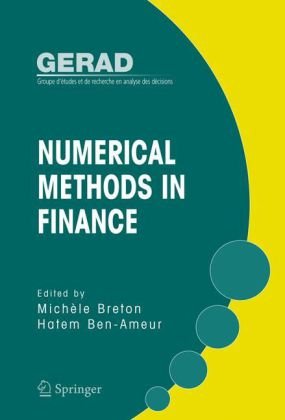 GERAD
Groupe d'études et de recherche en analyse des décisions
NUMERICAL
METHODS IN
FINANCE
Edited by
Michèle Breton
Hatem Ben-Ameur
Springer